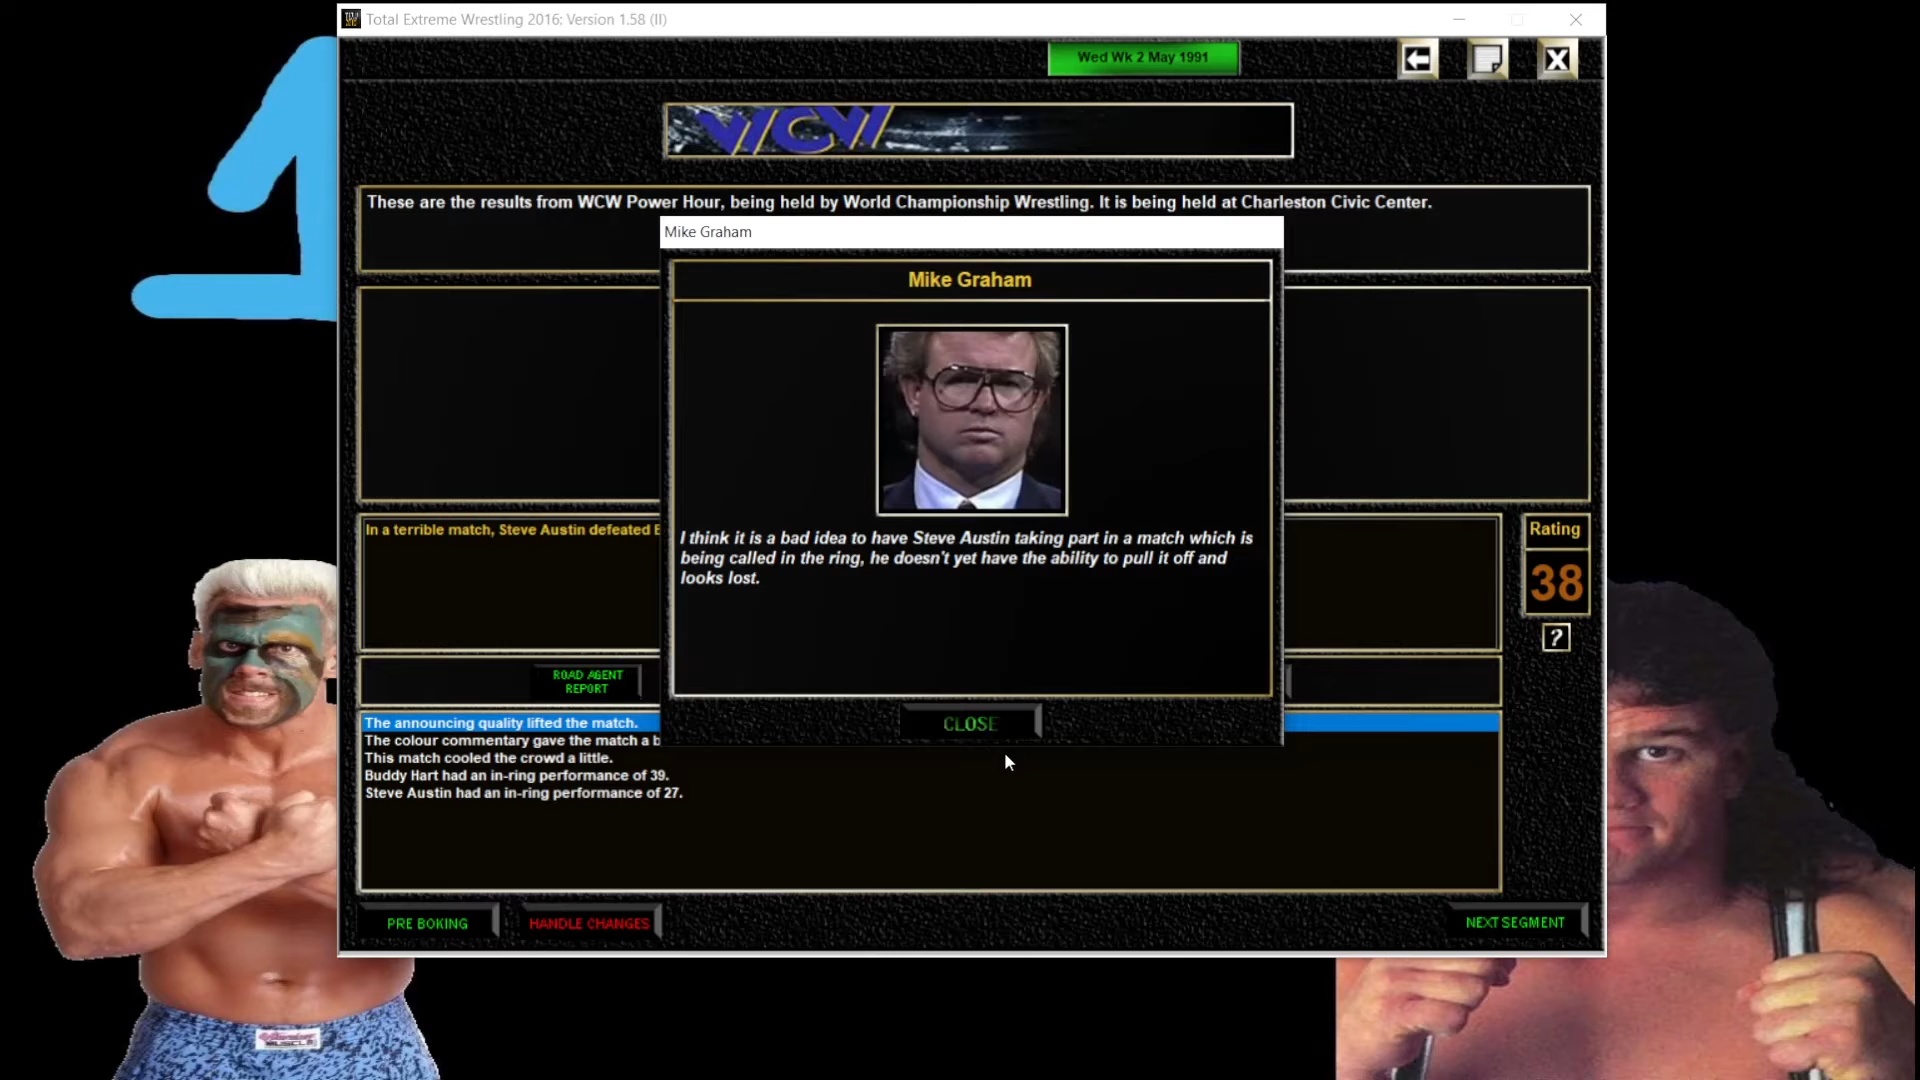 Total Extreme Wrestling 2016: Version 1.58 (II)
Wed Wk 2 May 1991
WCW
These are the results from WCW Power Hour, being held by World Championship Wrestling. It is being held at Charleston Civic Center.
Mike Graham
Mike Graham
I think it is a bad idea to have Steve Austin taking part in a match which is
being called in the ring, he doesn't yet have the ability to pull it off and
looks lost.
CLOSE
In a terrible match, Steve Austin defeated
Rating
38
?
ROAD AGENT
REPORT
The announcing quality lifted the match.
The colour commentary gave the match a
This match cooled the crowd a little.
Buddy Hart had an in-ring performance of 39.
Steve Austin had an in-ring performance of 27.
PRE BOKING
HANDLE CHANGES
NEXT SEGMENT